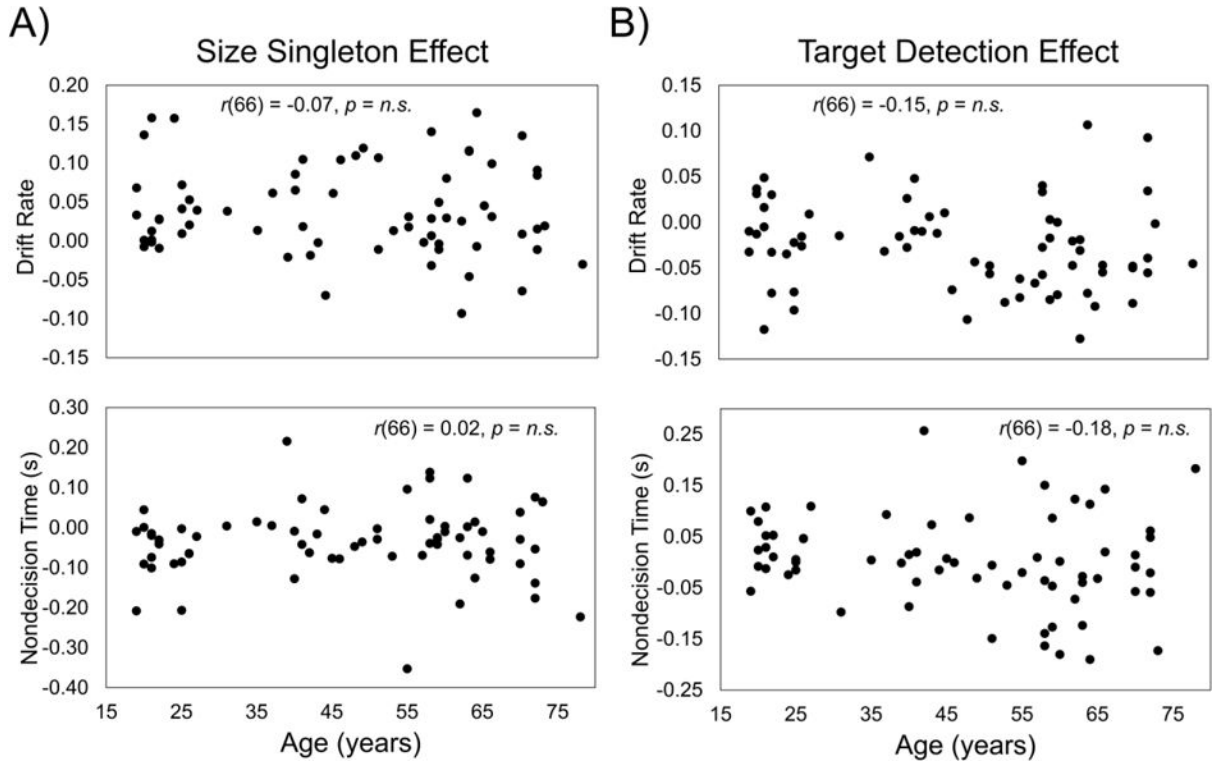 A)
Size Singleton Effect
r(66) = -0.07, p = n.s.
Drift Rate
0.20
0.15
0.10
0.05
0.00
-0.05
-0.10
-0.15
r(66) = 0.02, p = n.s.
Nondecision Time (s)
0.30
0.20
0.10
0.00
-0.10
-0.20
-0.30
-0.40
15 25 35 45 55 65 75
Age (years)
B)
Target Detection Effect
r(66) = -0.15, p = n.s.
Drift Rate
0.15
0.10
0.05
0.00
-0.05
-0.10
-0.15
r(66) = -0.18, p = n.s.
Nondecision Time (s)
0.25
0.15
0.05
-0.05
-0.15
-0.25
15 25 35 45 55 65 75
Age (years)